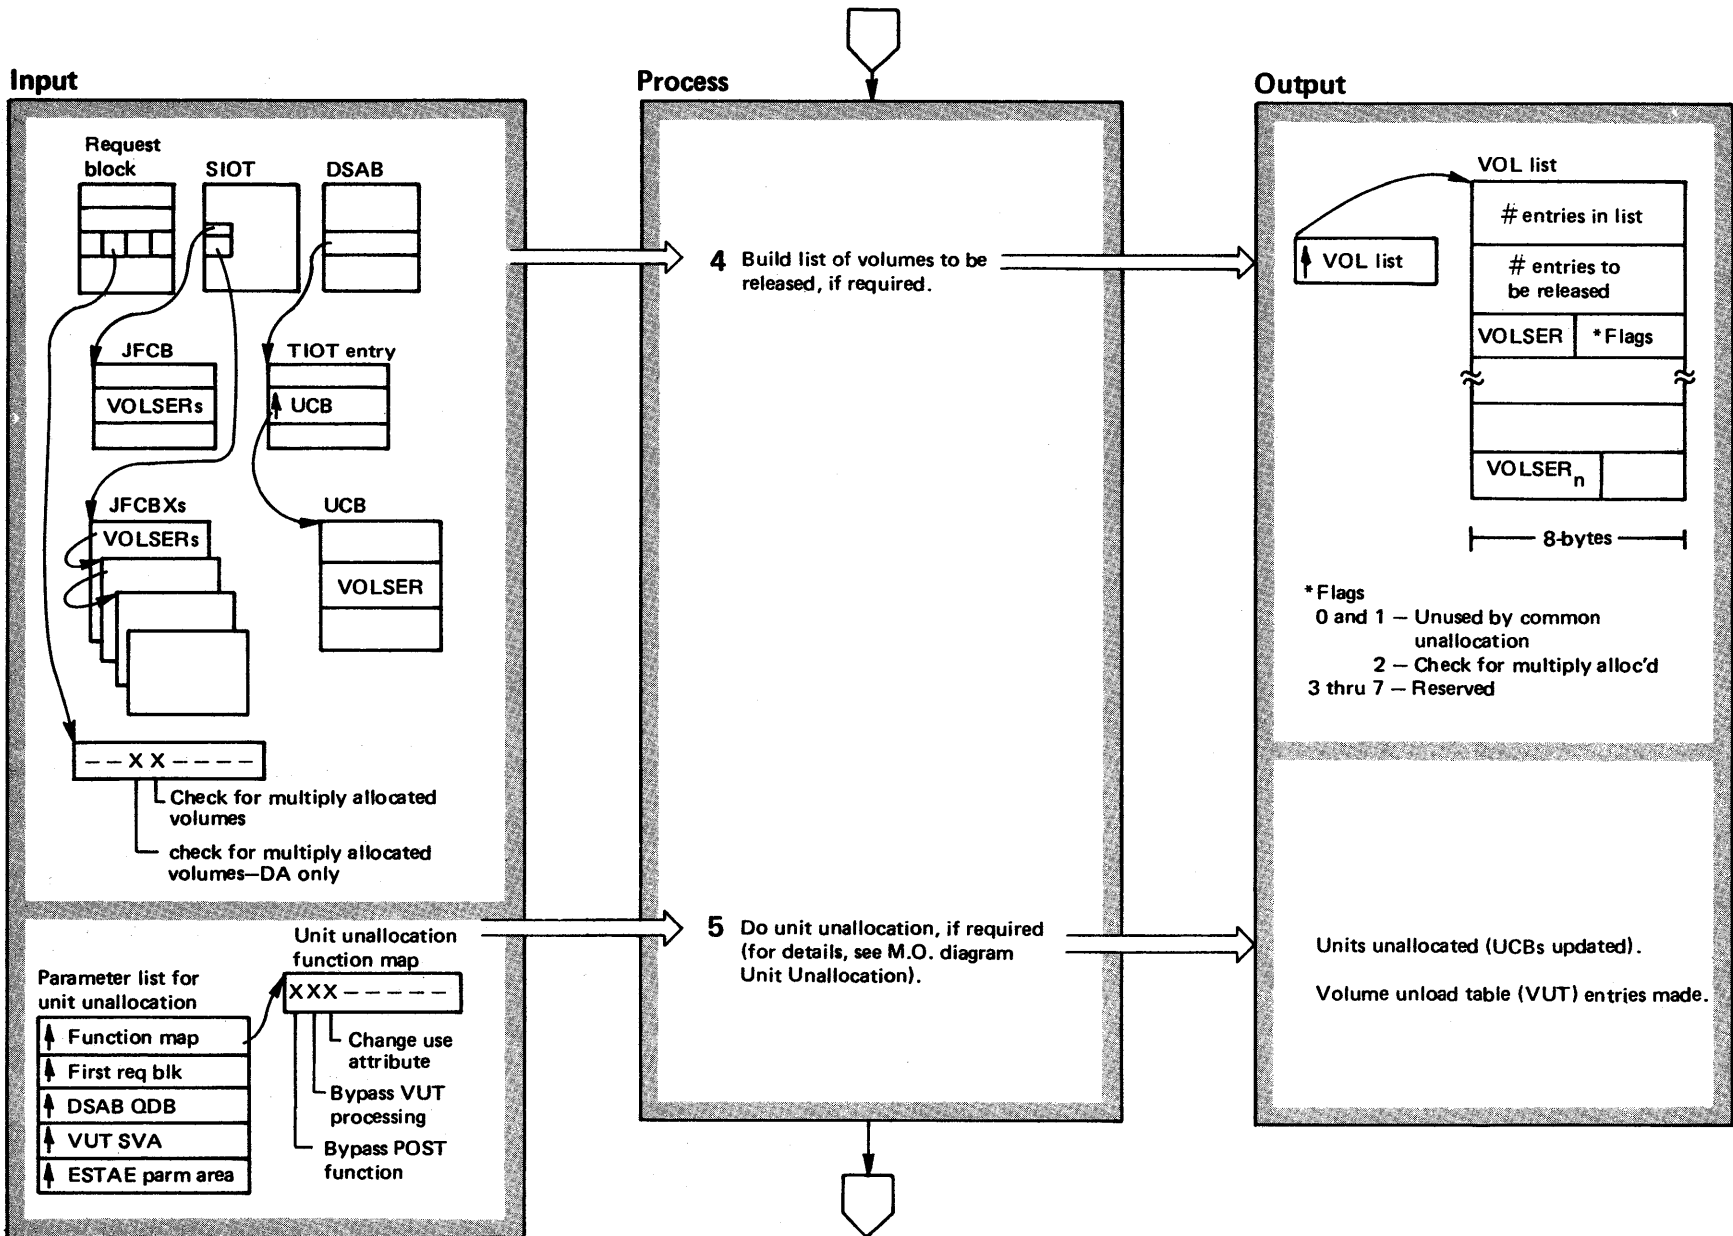 Input
Request
block
SIOT
DSAB
JFCB
VOLSERs
TIOT entry
UCB
JFCBXs
VOLSERs
UCB
VOLSER
– – X X – – – –
Check for multiply allocated
volumes
check for multiply allocated
volumes–DA only
Parameter list for
unit unallocation
Function map
First req blk
DSAB QDB
VUT SVA
ESTAE parm area
Unit unallocation
function map
XXX – – – – –
Change use
attribute
Bypass VUT
processing
Bypass POST
function
Process
4 Build list of volumes to be
released, if required.
5 Do unit unallocation, if required
(for details, see M.O. diagram
Unit Unallocation).
Output
VOL list
VOL list
# entries in list
# entries to
be released
VOLSER *Flags
VOLSERn
8-bytes
*Flags
0 and 1 – Unused by common
unallocation
2 – Check for multiply alloc'd
3 thru 7 – Reserved
Units unallocated (UCBs updated).
Volume unload table (VUT) entries made.